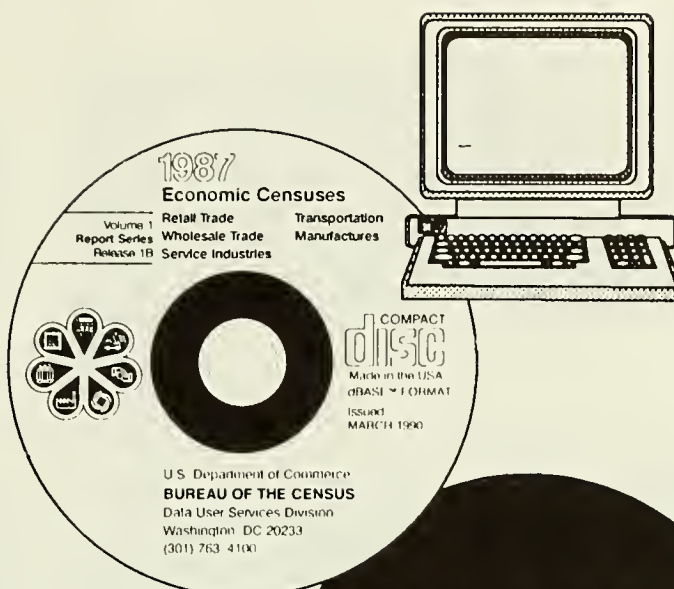 1987
Economic Censuses
Volume 1
Report Series
Release 1B
Retail Trade
Wholesale Trade
Service Industries
Transportation
Manufactures
COMPACT
disc
Made in the USA
dBASE™ FORMAT
Issued
MARCH 1990
U.S. Department of Commerce
BUREAU OF THE CENSUS
Data User Services Division
Washington, DC 20233
(301) 763-4100